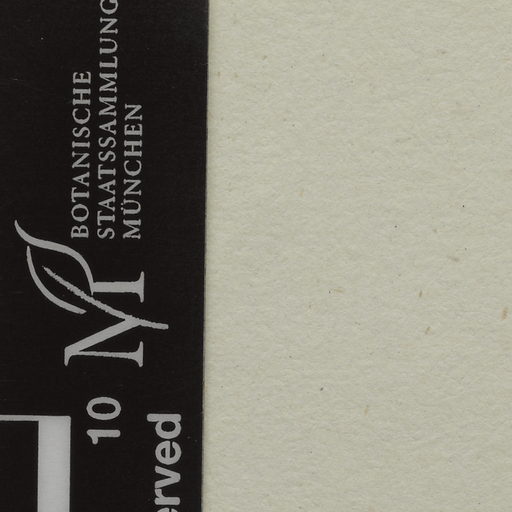 BOTANISCHE
STAATSSAMMLUNG
MÜNCHEN
M
10
erved